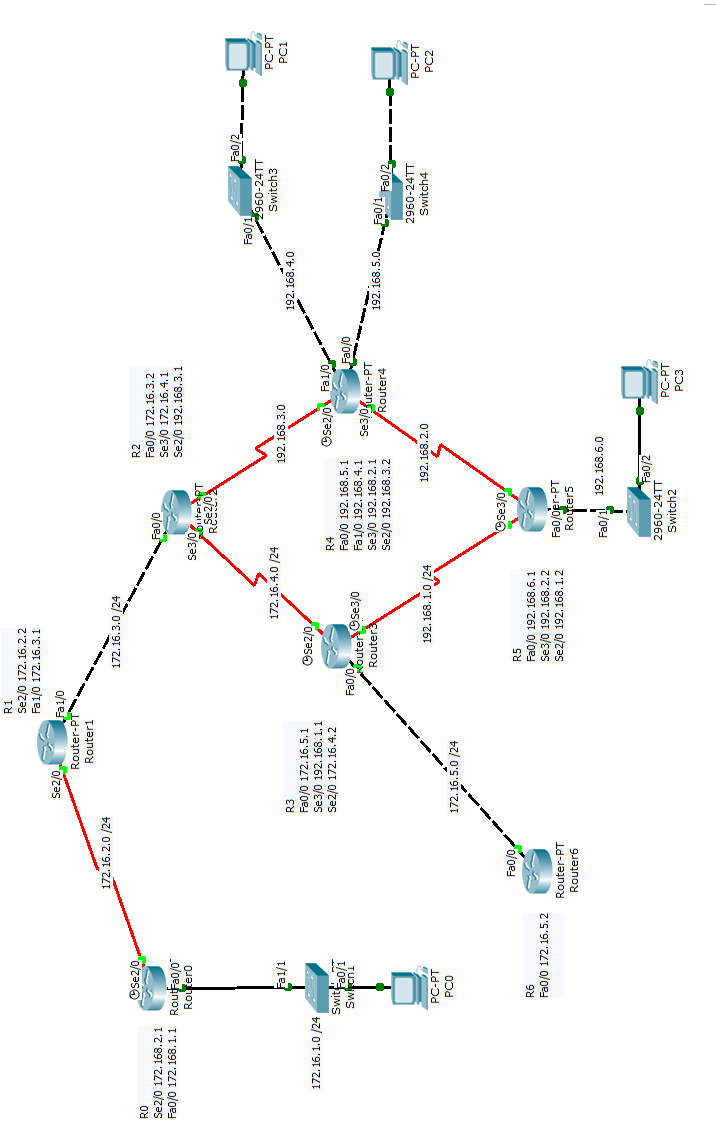 PC-PT
PC1
Fa0/2
2960-24TT
Switch3
Fa0/1
192.168.4.0
PC-PT
PC2
Fa0/2
2960-24TT
Switch4
Fa0/1
192.168.5.0
R2
Fa0/0 172.16.3.2
Se3/0 172.16.4.1
Se2/0 192.168.3.1
Fa1/0
Fa0/0
Router4
Se2/0
Se3/0
192.168.3.0
192.168.2.0
R4
Fa0/0 192.168.5.1
Fa1/0 192.168.4.1
Se3/0 192.168.2.1
Se2/0 192.168.3.2
PC-PT
PC3
Fa0/2
2960-24TT
Switch2
Fa0/1
192.168.6.0
Fa0/0
Router5
Se3/0
Fa0/0
Se2/0
Se3/0
172.16.3.0 /24
172.16.4.0 /24
192.168.1.0 /24
R5
Fa0/0 192.168.6.1
Se3/0 192.168.2.2
Se2/0 192.168.1.2
R1
Se2/0 172.16.2.2
Fa1/0 172.16.3.1
Fa1/0
Router-PT
Router1
Se2/0
Se2/0
Se3/0
Fa0/0
R3
Fa0/0 172.16.5.1
Se3/0 192.168.1.1
Se2/0 172.16.4.2
172.16.5.0 /24
172.16.2.0 /24
Fa0/0
Router-PT
Router6
R6
Fa0/0 172.16.5.2
Se2/0
Fa0/0
Router0
R0
Se2/0 172.168.2.1
Fa0/0 172.168.1.1
Fa1/1
Fa0/1
Switch1
172.16.1.0 /24
PC-PT
PC0